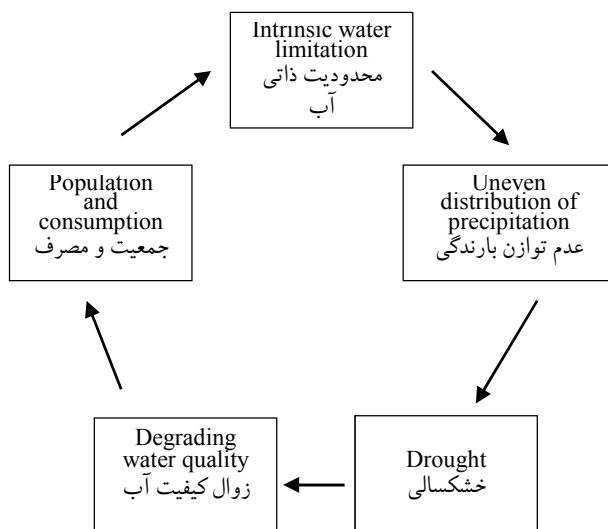 Intrinsic water
limitation
محدودیت ذاتی
آب
Uneven
distribution of
precipitation
عدم توازن بارندگی
Drought
خشکسالی
Degrading
water quality
زوال کیفیت آب
Population
and
consumption
جمعیت و مصرف